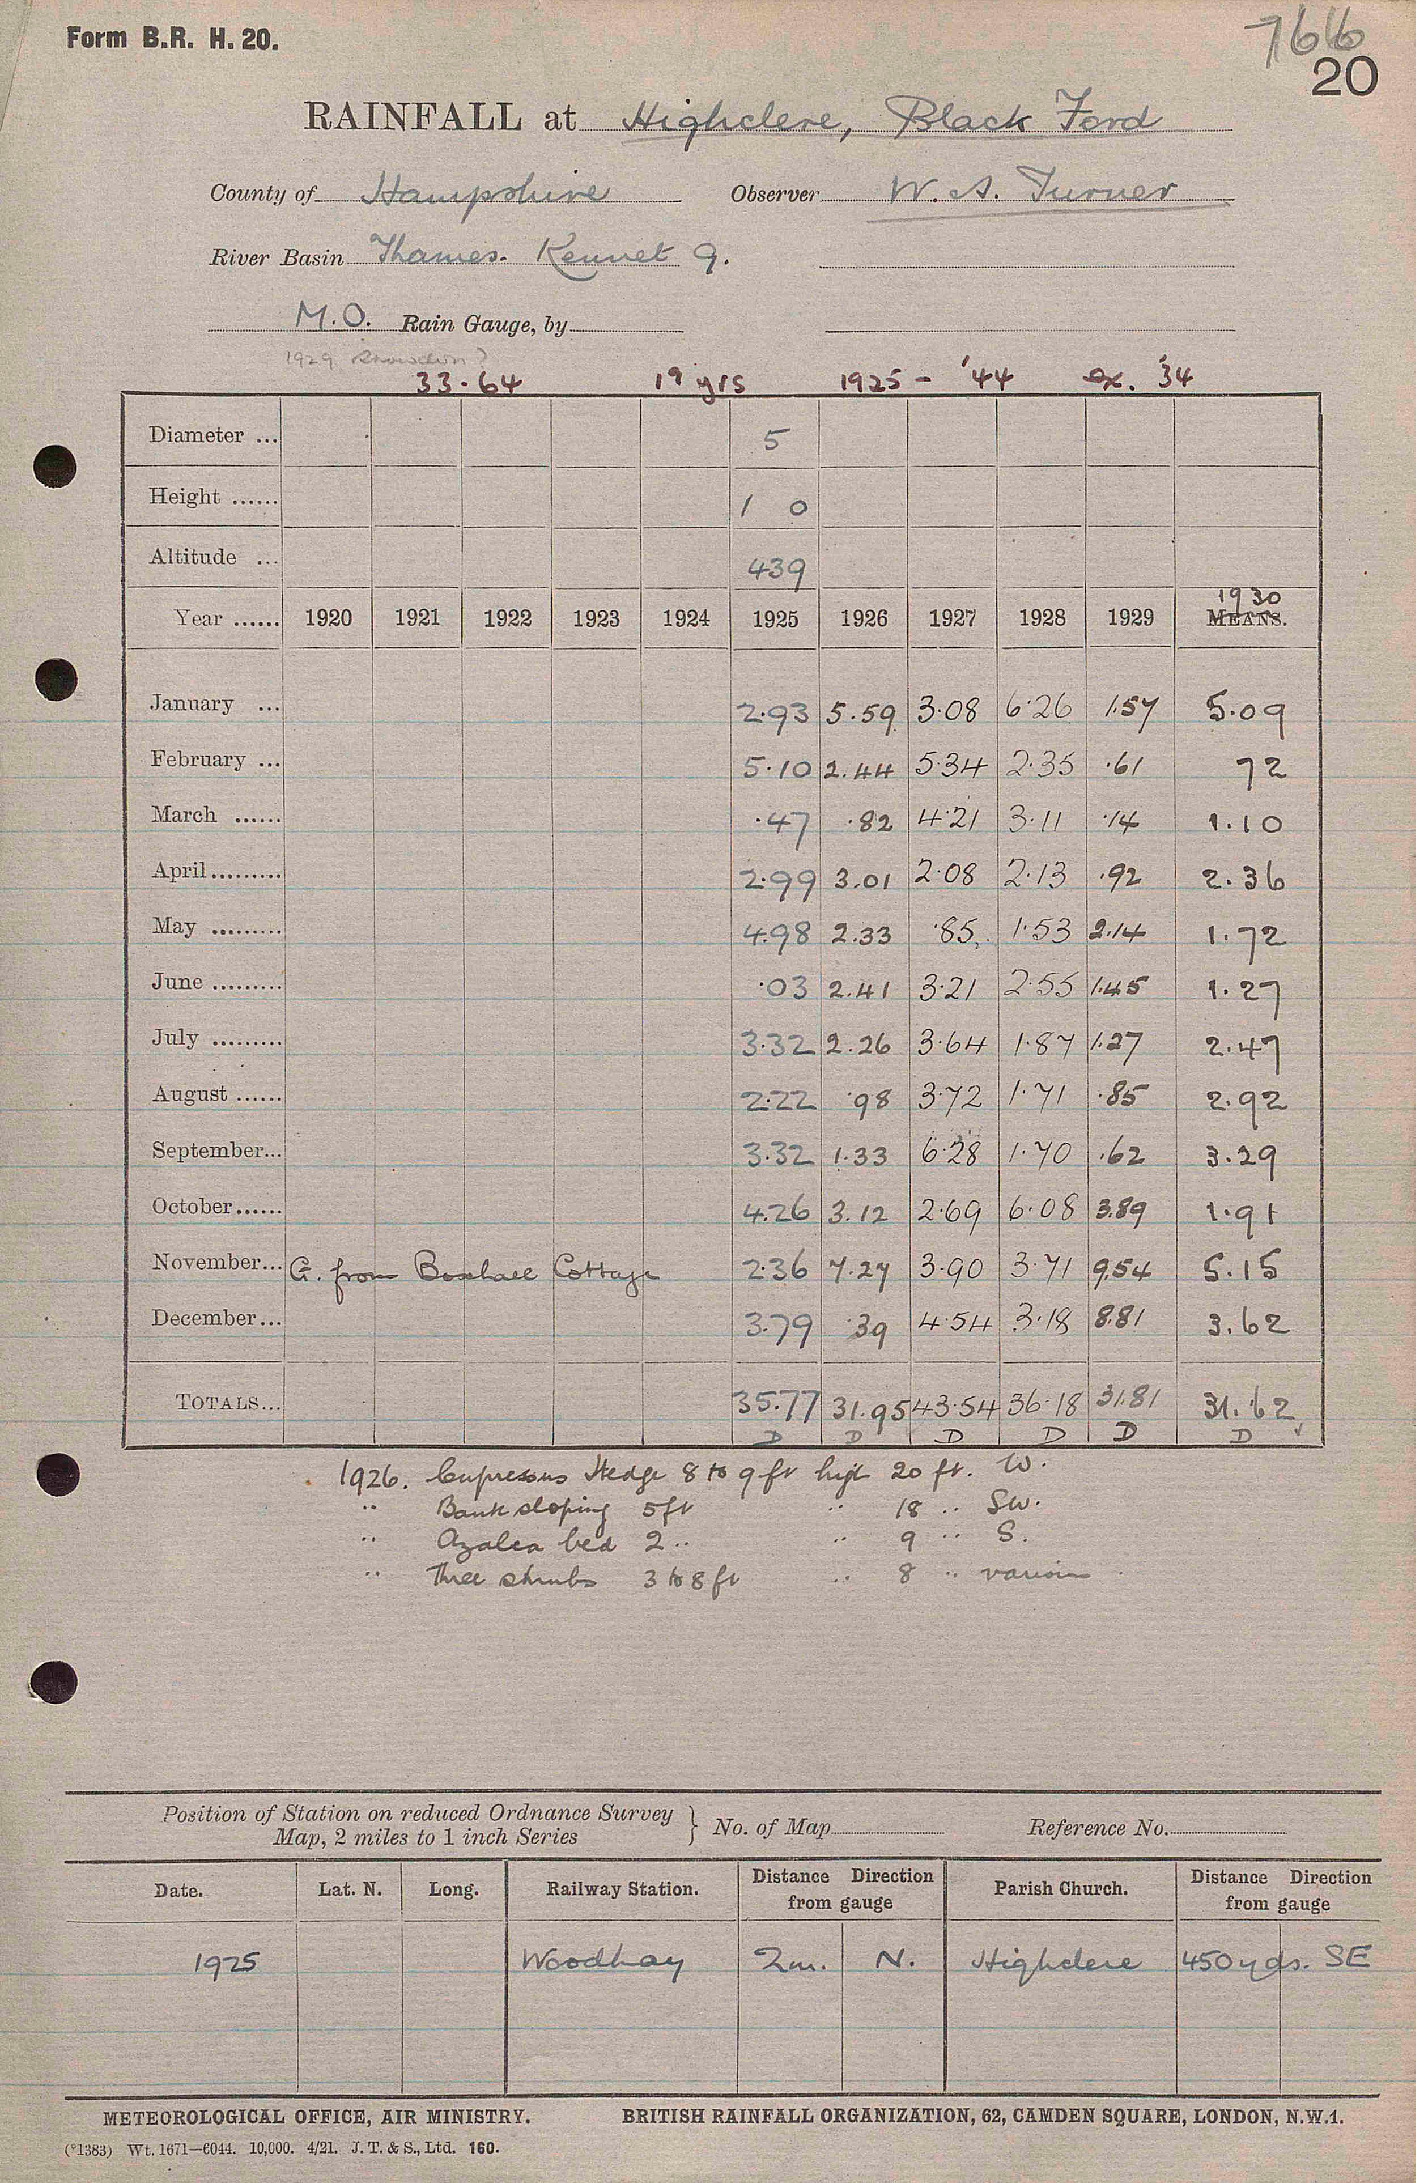 Form B.R. H. 20.
766
20
RAINFALL at Highclere, Black Ford
County of Hampshire Observer W. A. Turner
River Basin Thames. Kennet 9.
M.O. Rain Gauge, by
1929 Snowdon?
33.64 19 yrs 1925 - '44 ex. '34
Diameter ... 5
Height ...... 1 0
Altitude ... 439
Year ...... 1920 1921 1922 1923 1924 1925 1926 1927 1928 1929 1930 MEANS.
January ... 2.93 5.59 3.08 6.26 1.57 5.09
February ... 5.10 2.44 5.34 2.35 .61 72
March ...... .47 .82 4.21 3.11 .14 1.10
April......... 2.99 3.01 2.08 2.13 .92 2.36
May ......... 4.98 2.33 .85 1.53 2.14 1.72
June ......... .03 2.41 3.21 2.55 1.45 1.27
July ......... 3.32 2.26 3.64 1.87 1.27 2.47
August ...... 2.22 .98 3.72 1.71 .85 2.92
September... 3.32 1.33 6.28 1.70 .62 3.29
October...... 4.26 3.12 2.69 6.08 3.89 1.91
November... G. from Boxhall Cottage 2.36 7.27 3.90 3.71 9.54 5.15
December... 3.79 .39 4.54 3.18 8.81 3.62
TOTALS... 35.77 31.95 43.54 36.18 31.81 31.62
D D D D D D
1926. Cupressus Hedge 8 to 9 ft high 20 ft. W.
" Bank sloping 5 ft " 18 " SW.
" Azalea bed 2 " " 9 " S.
" Three shrubs 3 to 8 ft " 8 " various
Position of Station on reduced Ordnance Survey
Map, 2 miles to 1 inch Series } No. of Map Reference No.
Date. Lat. N. Long. Railway Station. Distance Direction from gauge Parish Church. Distance Direction from gauge
1925 Woodhay 2m. N. Highclere 450 yds. SE
METEOROLOGICAL OFFICE, AIR MINISTRY. BRITISH RAINFALL ORGANIZATION, 62, CAMDEN SQUARE, LONDON, N.W.1.
(*1383) Wt. 1671—6044. 10,000. 4/21. J. T. & S., Ltd. 160.